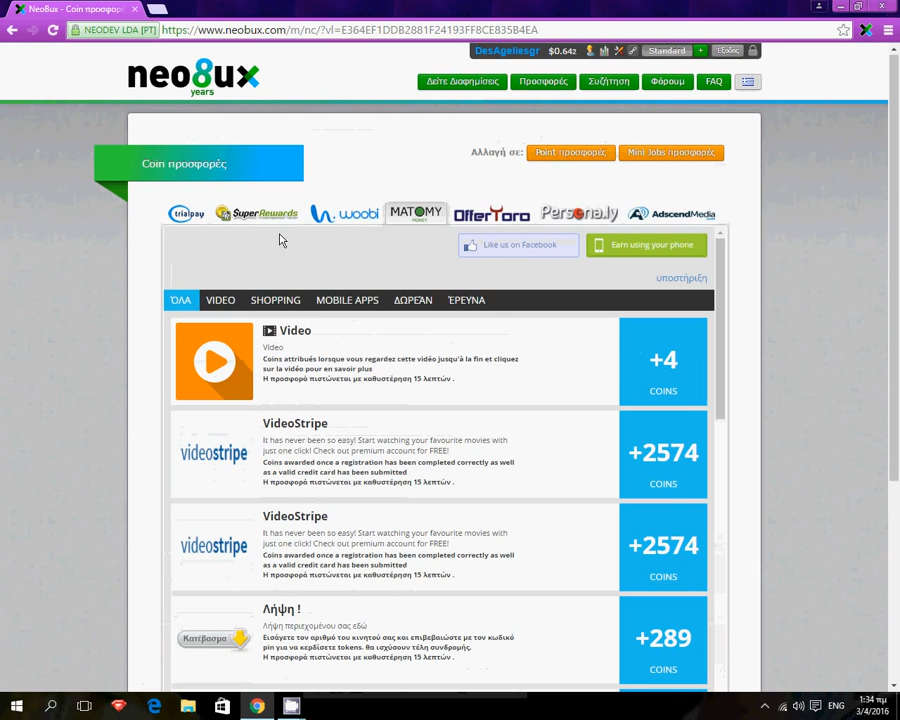 NeoBux - Coin προσφορ
NEODEV LDA [PT]
https://www.neobux.com/m/nc/?vl=E364EF1DDB2881F24193FF8C2835B4EA
neo8ux
years
DesAgeliesgr $0.642 Standard + Έξοδος
Δείτε Διαφημίσεις Προσφορές Συζήτηση Φόρουμ FAQ
Coin προσφορές
Αλλαγή σε: Point προσφορές Mini Jobs προσφορές
trialpay SuperRewards woobi MATOMY MONEY OfferToro Persona.ly AdscendMedia
Like us on Facebook Earn using your phone
υποστήριξη
ΌΛΑ VIDEO SHOPPING MOBILE APPS ΔΩΡΕΆΝ ΈΡΕΥΝΑ
Video
Video
Coins attribués lorsque vous regardez cette vidéo jusqu'à la fin et cliquez
sur la vidéo pour en savoir plus
Η προσφορά πιστώνεται με καθυστέρηση 15 λεπτών .
+4
COINS
videostripe
VideoStripe
It has never been so easy! Start watching your favourite movies with
just one click! Check out premium account for FREE!
Coins awarded once a registration has been completed correctly as well
as a valid credit card has been submitted
Η προσφορά πιστώνεται με καθυστέρηση 15 λεπτών .
+2574
COINS
videostripe
VideoStripe
It has never been so easy! Start watching your favourite movies with
just one click! Check out premium account for FREE!
Coins awarded once a registration has been completed correctly as well
as a valid credit card has been submitted
Η προσφορά πιστώνεται με καθυστέρηση 15 λεπτών .
+2574
COINS
Κατέβασμα
Λήψη !
Λήψη περιεχομένου σας εδώ
Εισάγετε τον αριθμό του κινητού σας και επιβεβαιώστε με τον κωδικό
pin για να κερδίσετε tokens. θα ισχύσουν τέλη συνδρομής.
Η προσφορά πιστώνεται με καθυστέρηση 15 λεπτών .
+289
COINS
ENG
1:34 πμ
3/4/2016